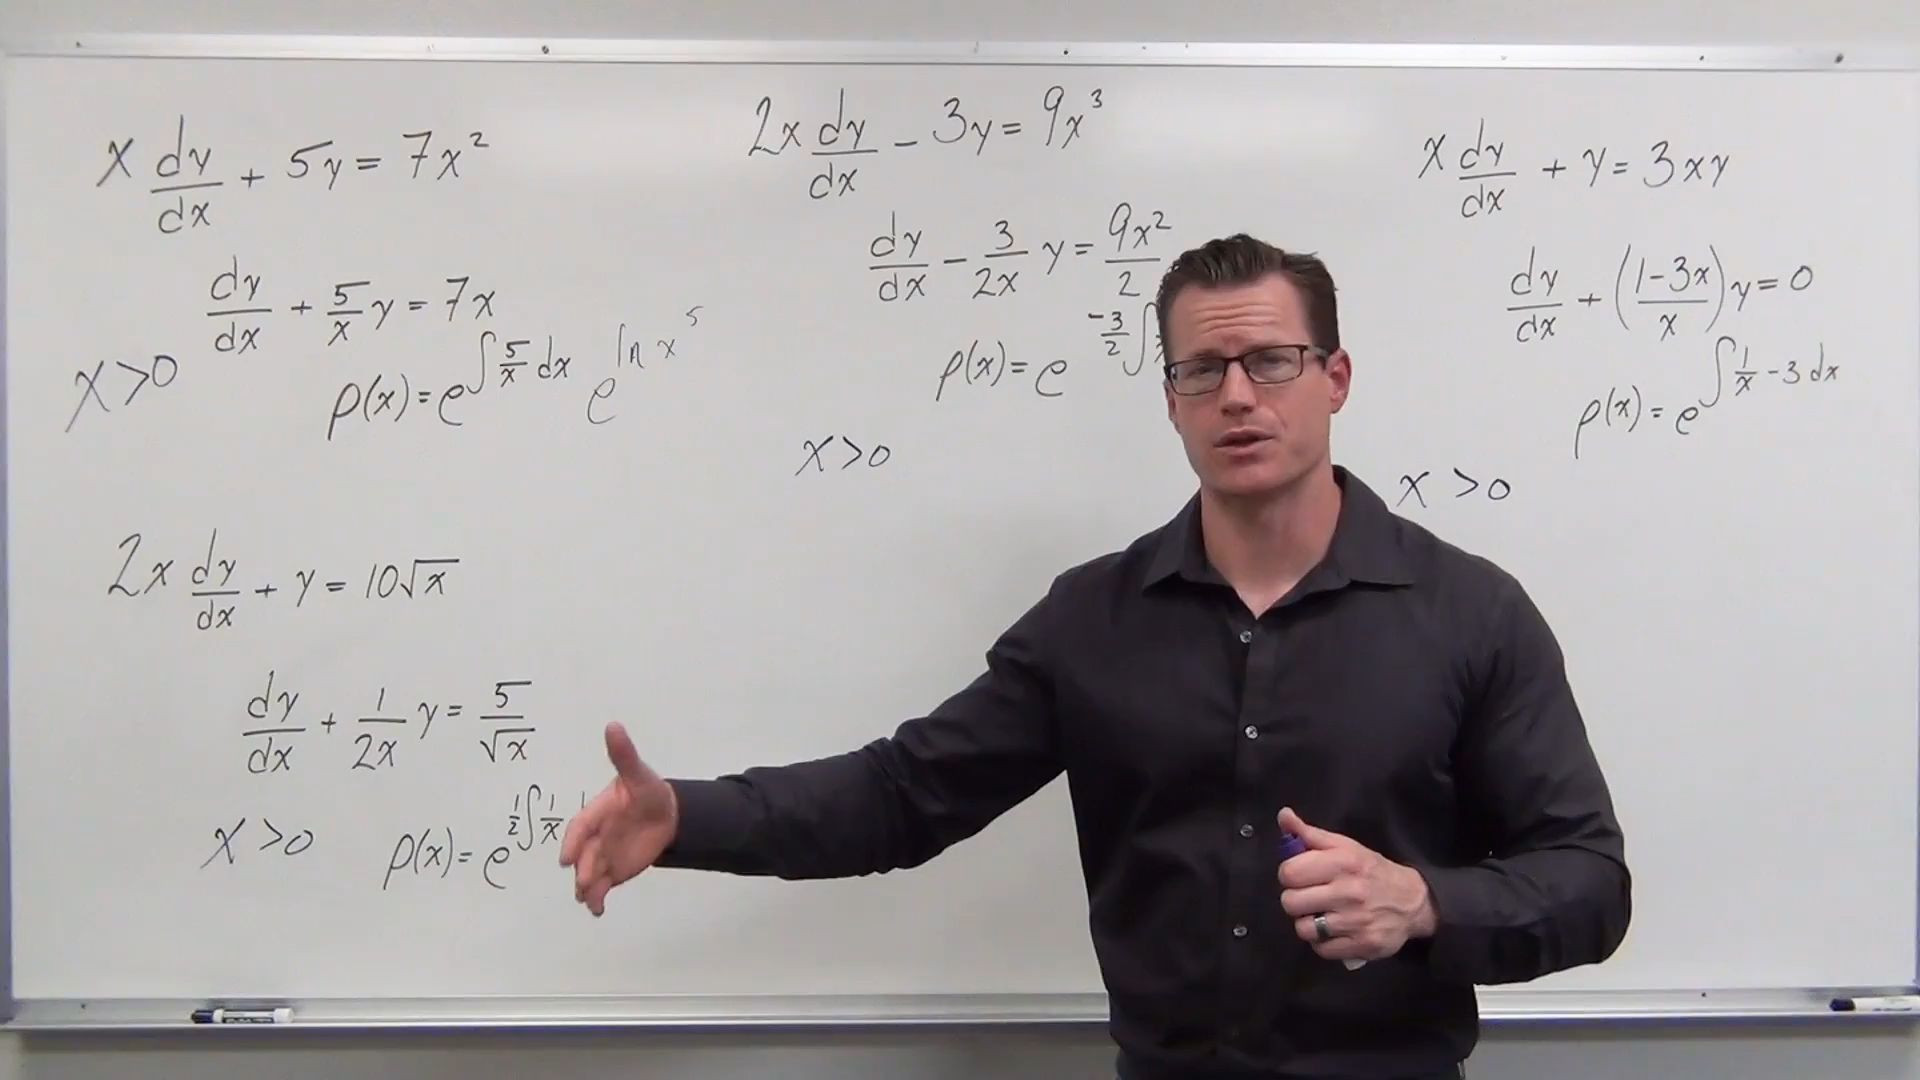 x dy/dx + 5y = 7x²
dy/dx + 5/x y = 7x
x>0
ρ(x) = e^∫ 5/x dx e^ln x^5
2x dy/dx + y = 10√x
dy/dx + 1/2x y = 5/√x
x>0 ρ(x) = e^1/2 ∫ 1/x
2x dy/dx - 3y = 9x³
dy/dx - 3/2x y = 9x²/2
ρ(x) = e^-3/2 ∫
x>0
x dy/dx + y = 3xy
dy/dx + (1-3x/x) y = 0
ρ(x) = e^∫ 1/x - 3 dx
x>0